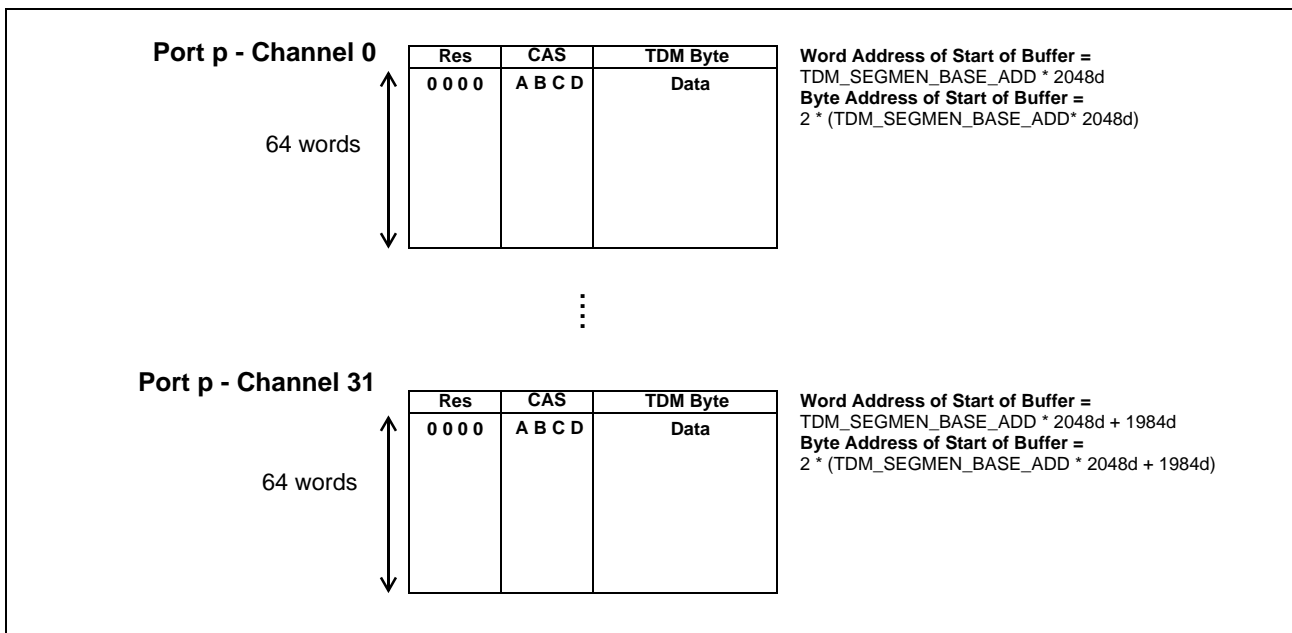 Port p - Channel 0
Res CAS TDM Byte
0 0 0 0 A B C D Data
64 words
Word Address of Start of Buffer =
TDM_SEGMEN_BASE_ADD * 2048d
Byte Address of Start of Buffer =
2 * (TDM_SEGMEN_BASE_ADD* 2048d)
Port p - Channel 31
Res CAS TDM Byte
0 0 0 0 A B C D Data
64 words
Word Address of Start of Buffer =
TDM_SEGMEN_BASE_ADD * 2048d + 1984d
Byte Address of Start of Buffer =
2 * (TDM_SEGMEN_BASE_ADD * 2048d + 1984d)